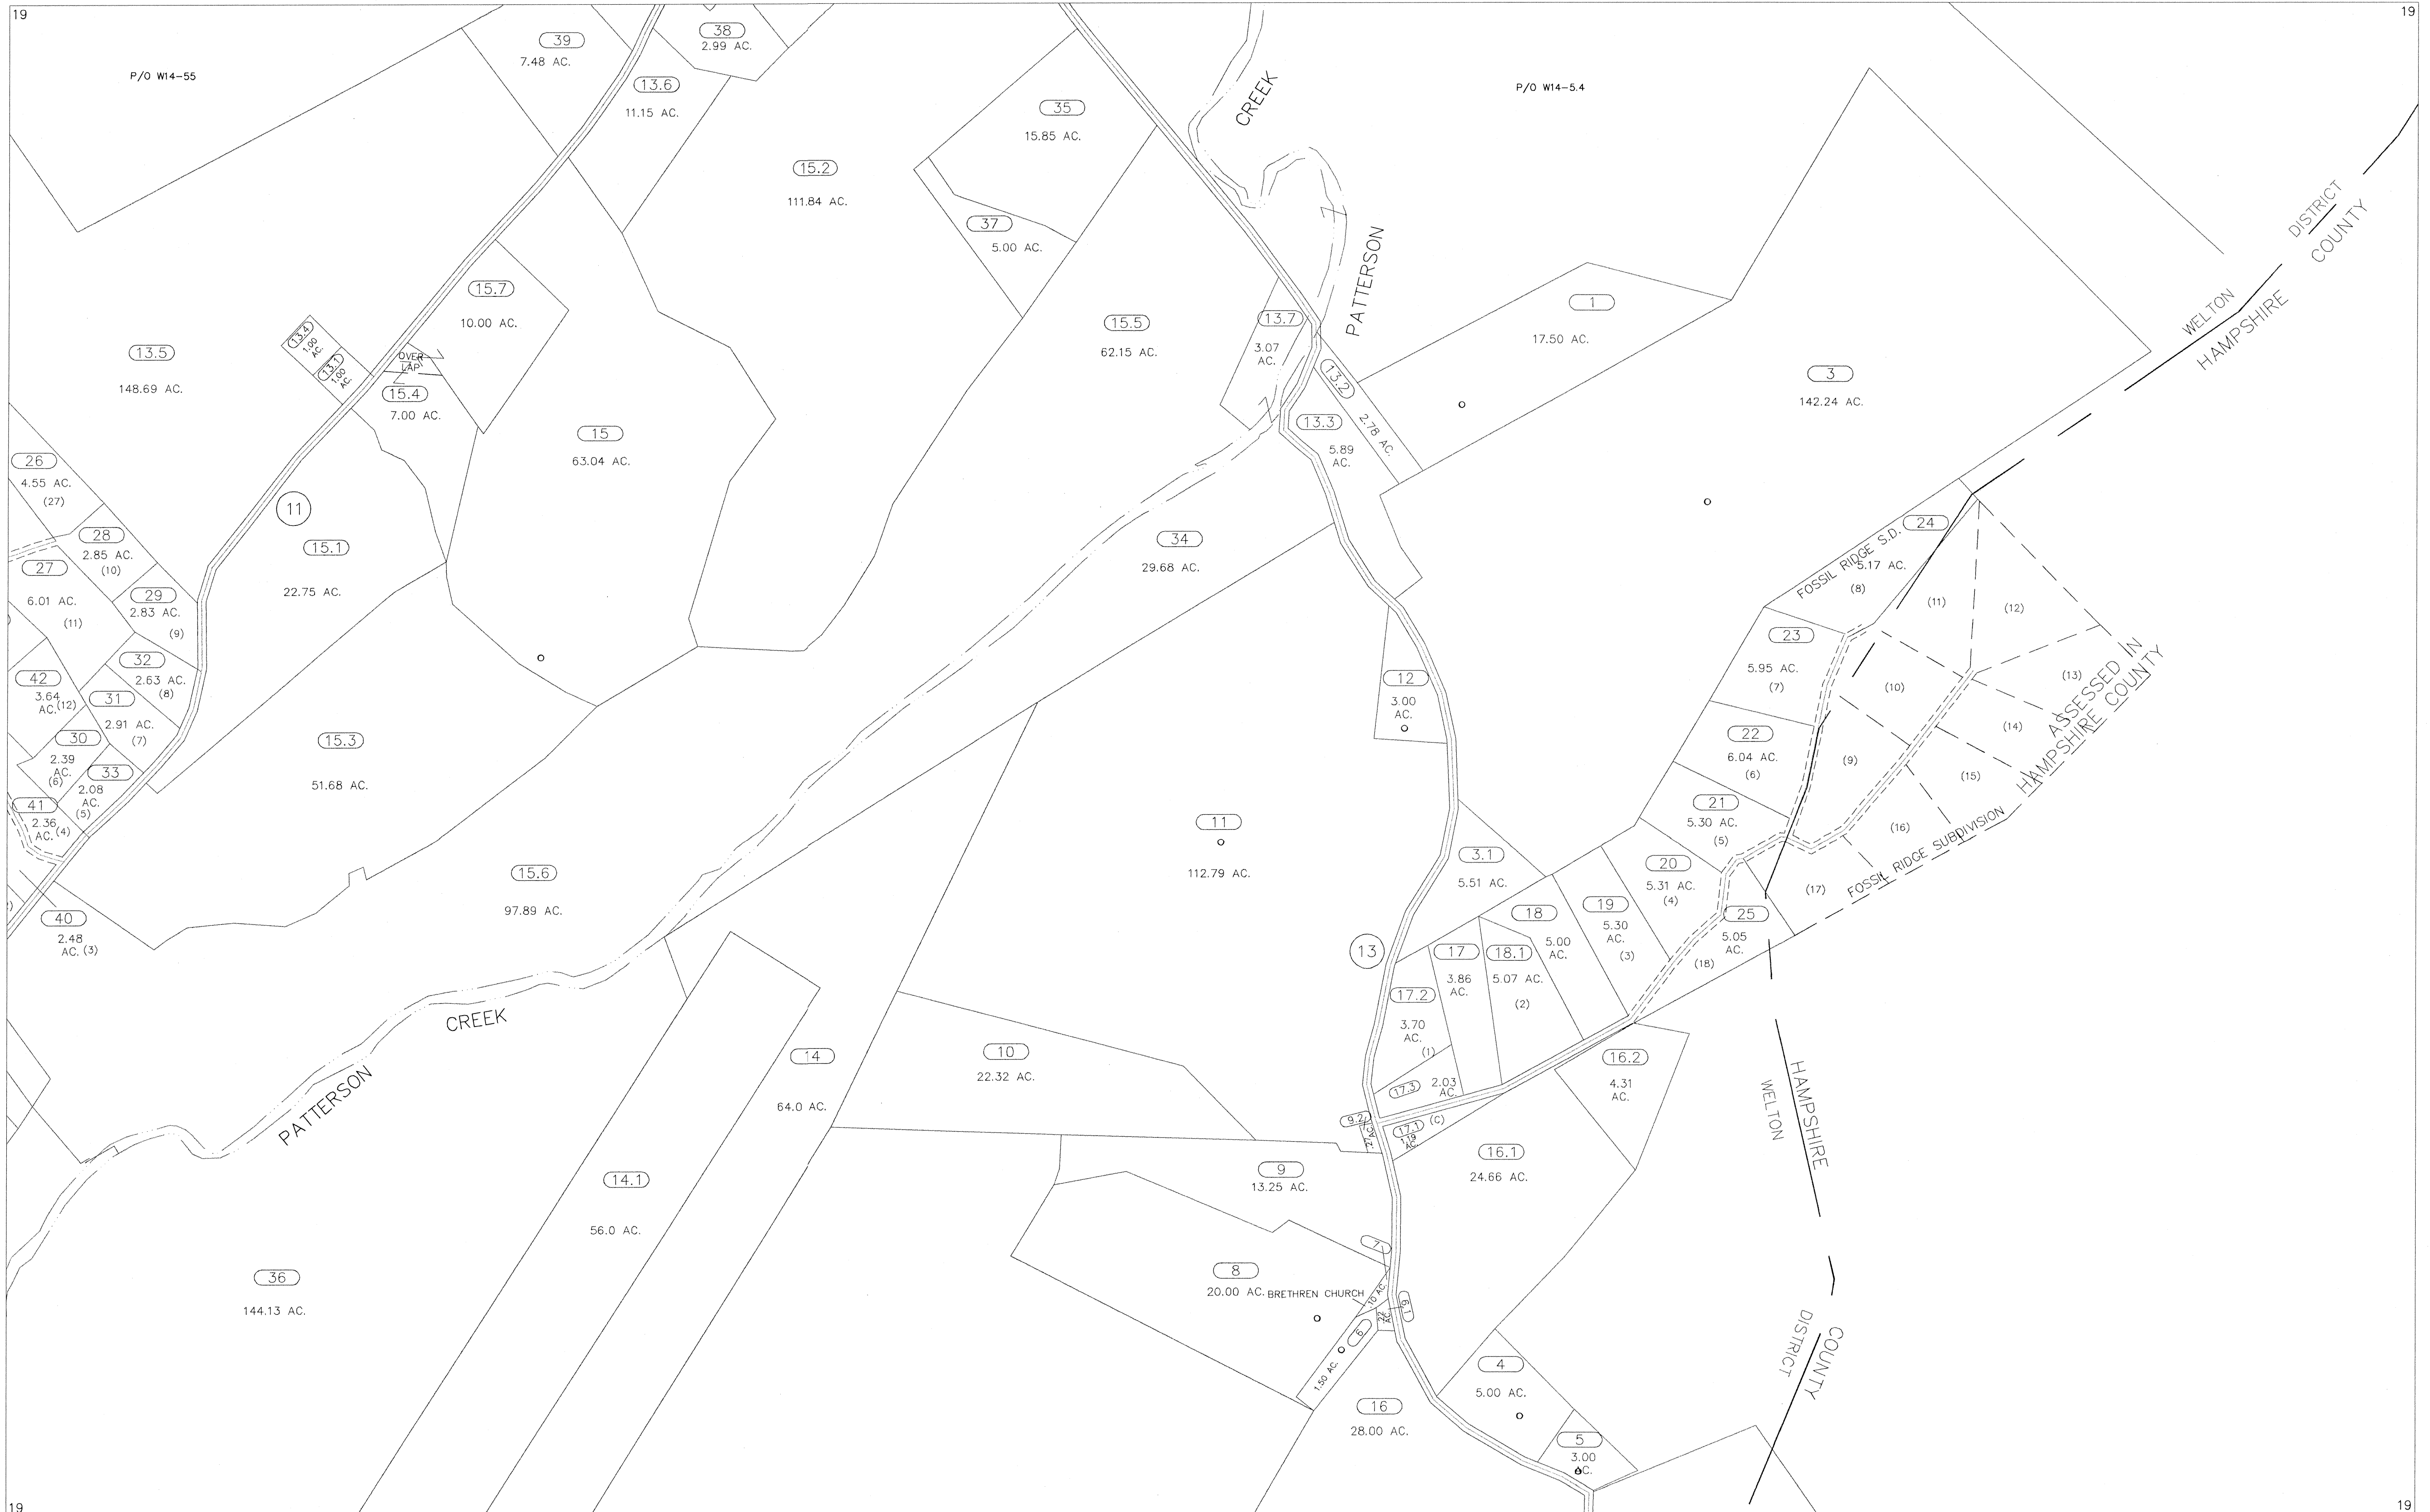 19
19
P/O W14-55
39
7.48 AC.
38
2.99 AC.
13.6
11.15 AC.
15.2
111.84 AC.
35
15.85 AC.
37
5.00 AC.
CREEK
PATTERSON
P/O W14-5.4
WELTON
DISTRICT
HAMPSHIRE
COUNTY
13.5
148.69 AC.
13.4
1.00
AC.
13.1
1.00
AC.
15.7
10.00 AC.
OVER
LAP
15.4
7.00 AC.
15
63.04 AC.
15.5
62.15 AC.
13.7
3.07
AC.
13.2
2.78 AC.
13.3
5.89
AC.
1
17.50 AC.
3
142.24 AC.
26
4.55 AC.
(27)
28
2.85 AC.
(10)
27
6.01 AC.
(11)
29
2.83 AC.
(9)
11
15.1
22.75 AC.
32
2.63 AC.
(8)
42
3.64
AC.
(12)
31
2.91 AC.
(7)
30
2.39
AC.
(6)
33
2.08
AC.
(5)
41
2.36
AC.
(4)
40
2.48
AC.
(3)
15.3
51.68 AC.
15.6
97.89 AC.
34
29.68 AC.
12
3.00
AC.
11
112.79 AC.
FOSSIL RIDGE S.D.
24
5.17 AC.
(8)
23
5.95 AC.
(7)
22
6.04 AC.
(6)
21
5.30 AC.
(5)
20
5.31 AC.
(4)
19
5.30
AC.
(3)
25
5.05
AC.
(18)
(11)
(12)
(13)
(10)
(14)
(9)
(15)
(16)
(17)
ASSESSED IN
HAMPSHIRE COUNTY
FOSSIL RIDGE SUBDIVISION
3.1
5.51 AC.
18
5.00
AC.
18.1
5.07 AC.
(2)
17
3.86
AC.
13
17.2
3.70
AC.
(1)
17.3
2.03
AC.
9.2
.27 AC.
17.1
1.19
AC.
(C)
16.2
4.31
AC.
16.1
24.66 AC.
CREEK
PATTERSON
14
64.0 AC.
10
22.32 AC.
14.1
56.0 AC.
36
144.13 AC.
9
13.25 AC.
7
8
20.00 AC.
BRETHREN CHURCH
.10 AC.
.22
AC.
6
1.50 AC.
4
5.00 AC.
16
28.00 AC.
5
3.00
AC.
HAMPSHIRE
WELTON
COUNTY
DISTRICT
19
19